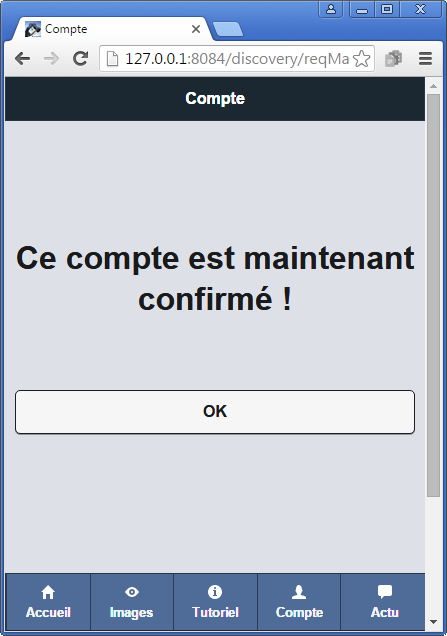 Compte
127.0.0.1:8084/discovery/reqMa
Compte
Ce compte est maintenant
confirmé !
OK
Accueil
Images
Tutoriel
Compte
Actu